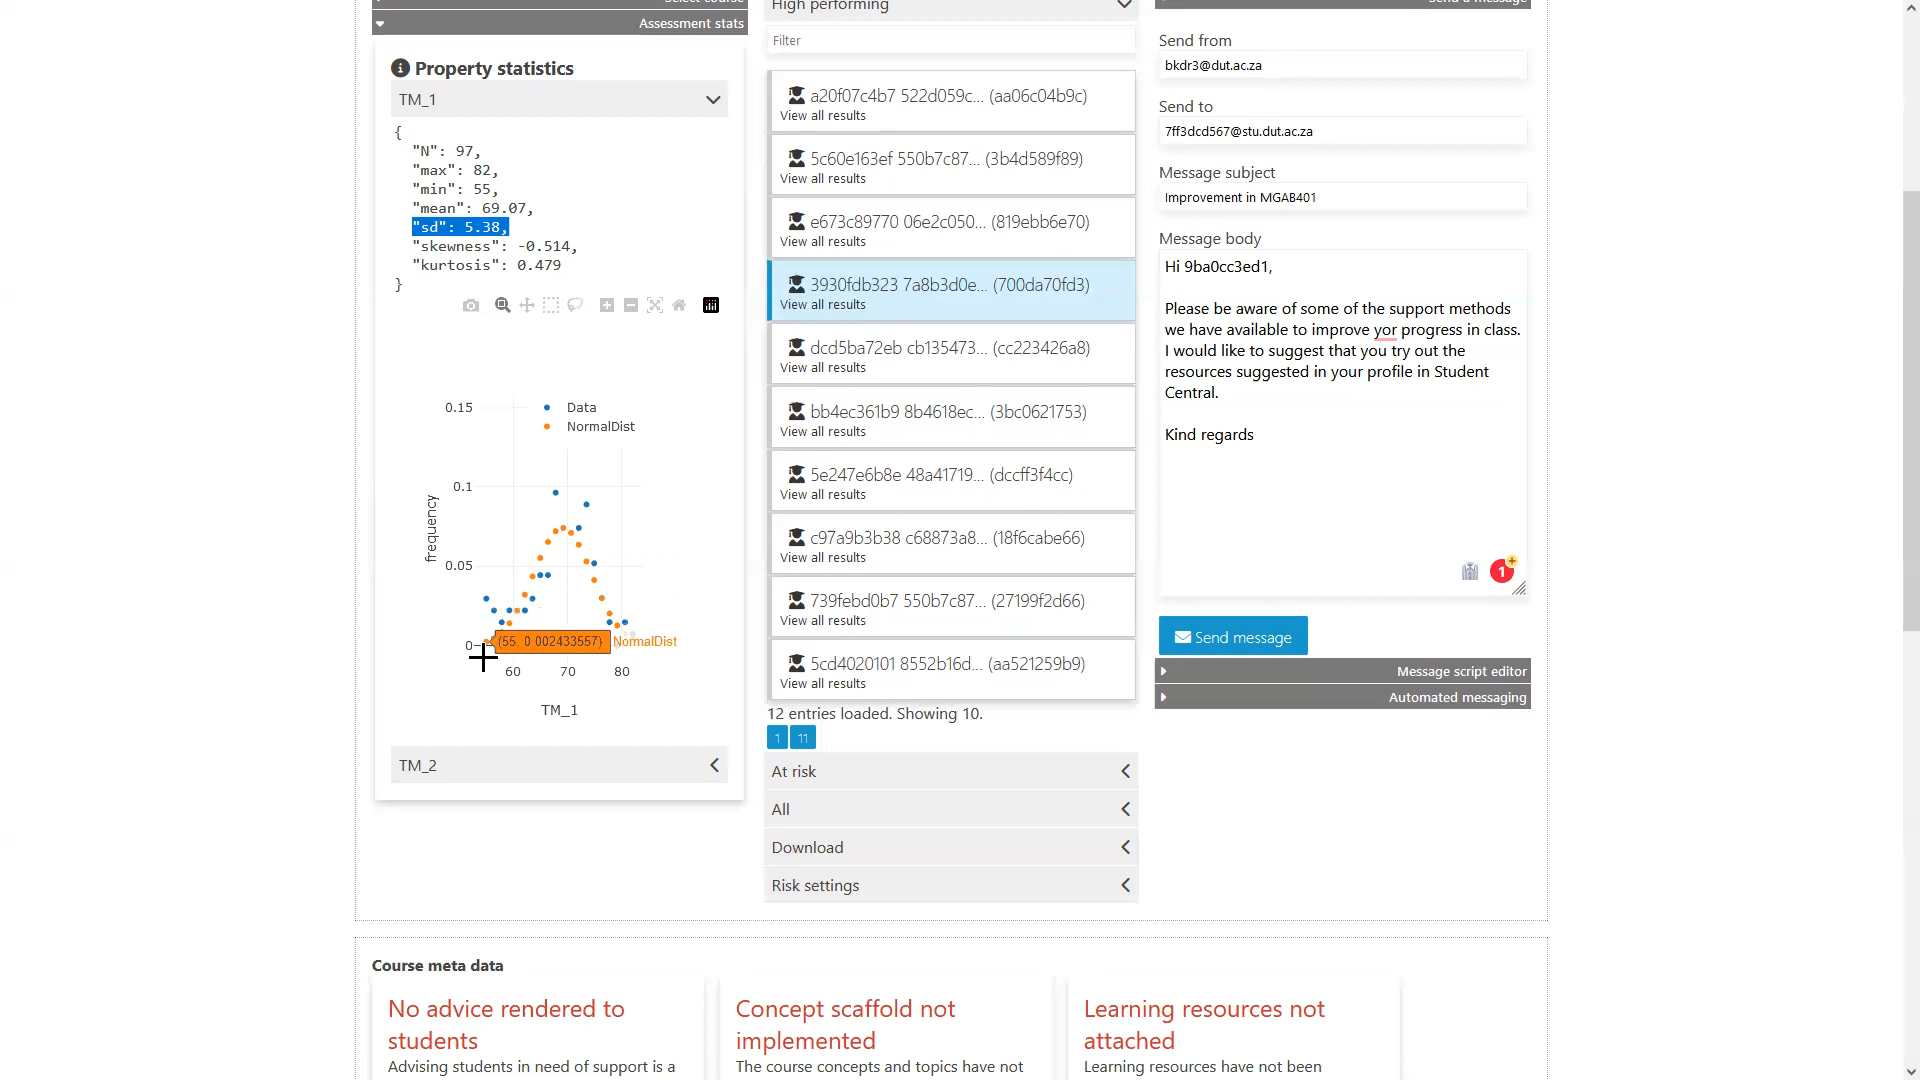 Assessment stats
Property statistics
TM_1
{
"N": 97,
"max": 82,
"min": 55,
"mean": 69.07,
"sd": 5.38,
"skewness": -0.514,
"kurtosis": 0.479
}
0.15
Data
NormalDist
0.1
frequency
0.05
0
(55, 0.002433557)
NormalDist
60 70 80
TM_1
TM_2
High performing
Filter
a20f07c4b7 522d059c... (aa06c04b9c)
View all results
5c60e163ef 550b7c87... (3b4d589f89)
View all results
e673c89770 06e2c050... (819ebb6e70)
View all results
3930fdb323 7a8b3d0e... (700da70fd3)
View all results
dcd5ba72eb cb135473... (cc223426a8)
View all results
bb4ec361b9 8b4618ec... (3bc0621753)
View all results
5e247e6b8e 48a41719... (dccff3f4cc)
View all results
c97a9b3b38 c68873a8... (18f6cabe66)
View all results
739febd0b7 550b7c87... (27199f2d66)
View all results
5cd4020101 8552b16d... (aa521259b9)
View all results
12 entries loaded. Showing 10.
1 11
At risk
All
Download
Risk settings
Send from
bkdr3@dut.ac.za
Send to
7ff3dcd567@stu.dut.ac.za
Message subject
Improvement in MGAB401
Message body
Hi 9ba0cc3ed1,
Please be aware of some of the support methods
we have available to improve yor progress in class.
I would like to suggest that you try out the
resources suggested in your profile in Student
Central.
Kind regards
1
Send message
Message script editor
Automated messaging
Course meta data
No advice rendered to
students
Advising students in need of support is a
Concept scaffold not
implemented
The course concepts and topics have not
Learning resources not
attached
Learning resources have not been